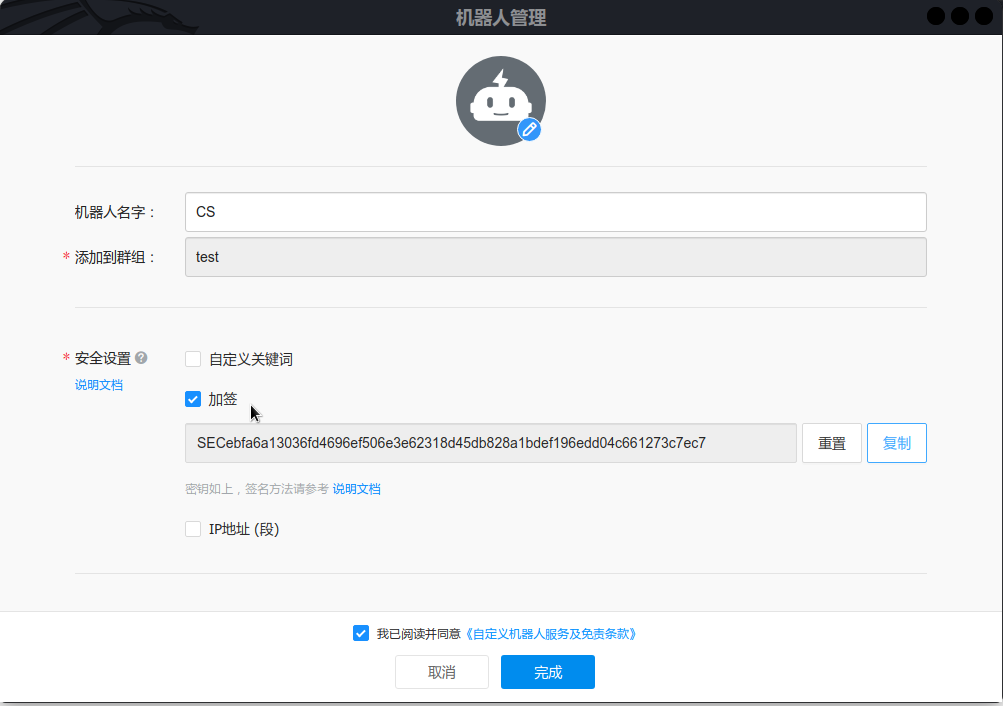 机器人管理
机器人名字：
CS
* 添加到群组：
test
* 安全设置
说明文档
自定义关键词
加签
SECebfa6a13036fd4696ef506e3e62318d45db828a1bdef196edd04c661273c7ec7
重置
复制
密钥如上，签名方法请参考 说明文档
IP地址 (段)
我已阅读并同意《自定义机器人服务及免责条款》
取消
完成